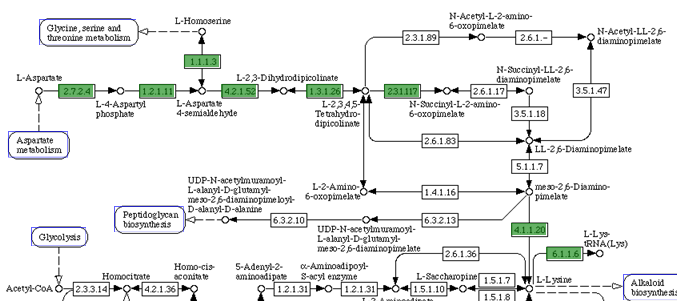 Glycine, serine and
threonine metabolism
L-Homoserine
1.1.1.3
N-Acetyl-L-2-amino-
6-oxopimelate
2.3.1.89
2.6.1.-
N-Acetyl-LL-2,6-
diaminopimelate
L-Aspartate
2.7.2.4
L-4-Aspartyl
phosphate
1.2.1.11
L-Aspartate
4-semialdehyde
4.2.1.52
L-2,3-Dihydrodipicolinate
1.3.1.26
L-2,3,4,5-
Tetrahydro-
dipicolinate
2.3.1.117
N-Succinyl-L-2-amino-
6-oxopimelate
2.6.1.17
N-Succinyl-LL-2,6-
diaminopimelate
3.5.1.47
3.5.1.18
2.6.1.83
LL-2,6-Diaminopimelate
Aspartate
metabolism
5.1.1.7
L-2-Amino-
6-oxopimelate
1.4.1.16
meso-2,6-Diamino-
pimelate
UDP-N-acetylmuramoyl-
L-alanyl-D-glutamyl-
meso-2,6-diaminopimeloyl-
D-alanyl-D-alanine
Peptidoglycan
biosynthesis
6.3.2.10
UDP-N-acetylmuramoyl-
L-alanyl-D-glutamyl-
meso-2,6-diaminopimelate
6.3.2.13
4.1.1.20
L-Lys-
tRNA(Lys)
6.1.1.6
Glycolysis
Acetyl-CoA
2.3.3.14
Homocitrate
4.2.1.36
Homo-cis-
aconitate
5-Adenyl-2-
aminoadipate
1.2.1.31
α-Aminoadipoyl-
S-acyl enzyme
1.2.1.31
2.6.1.36
1.5.1.10
L-Saccharopine
1.5.1.7
1.5.1.8
L-Lysine
Alkaloid
biosynthesis